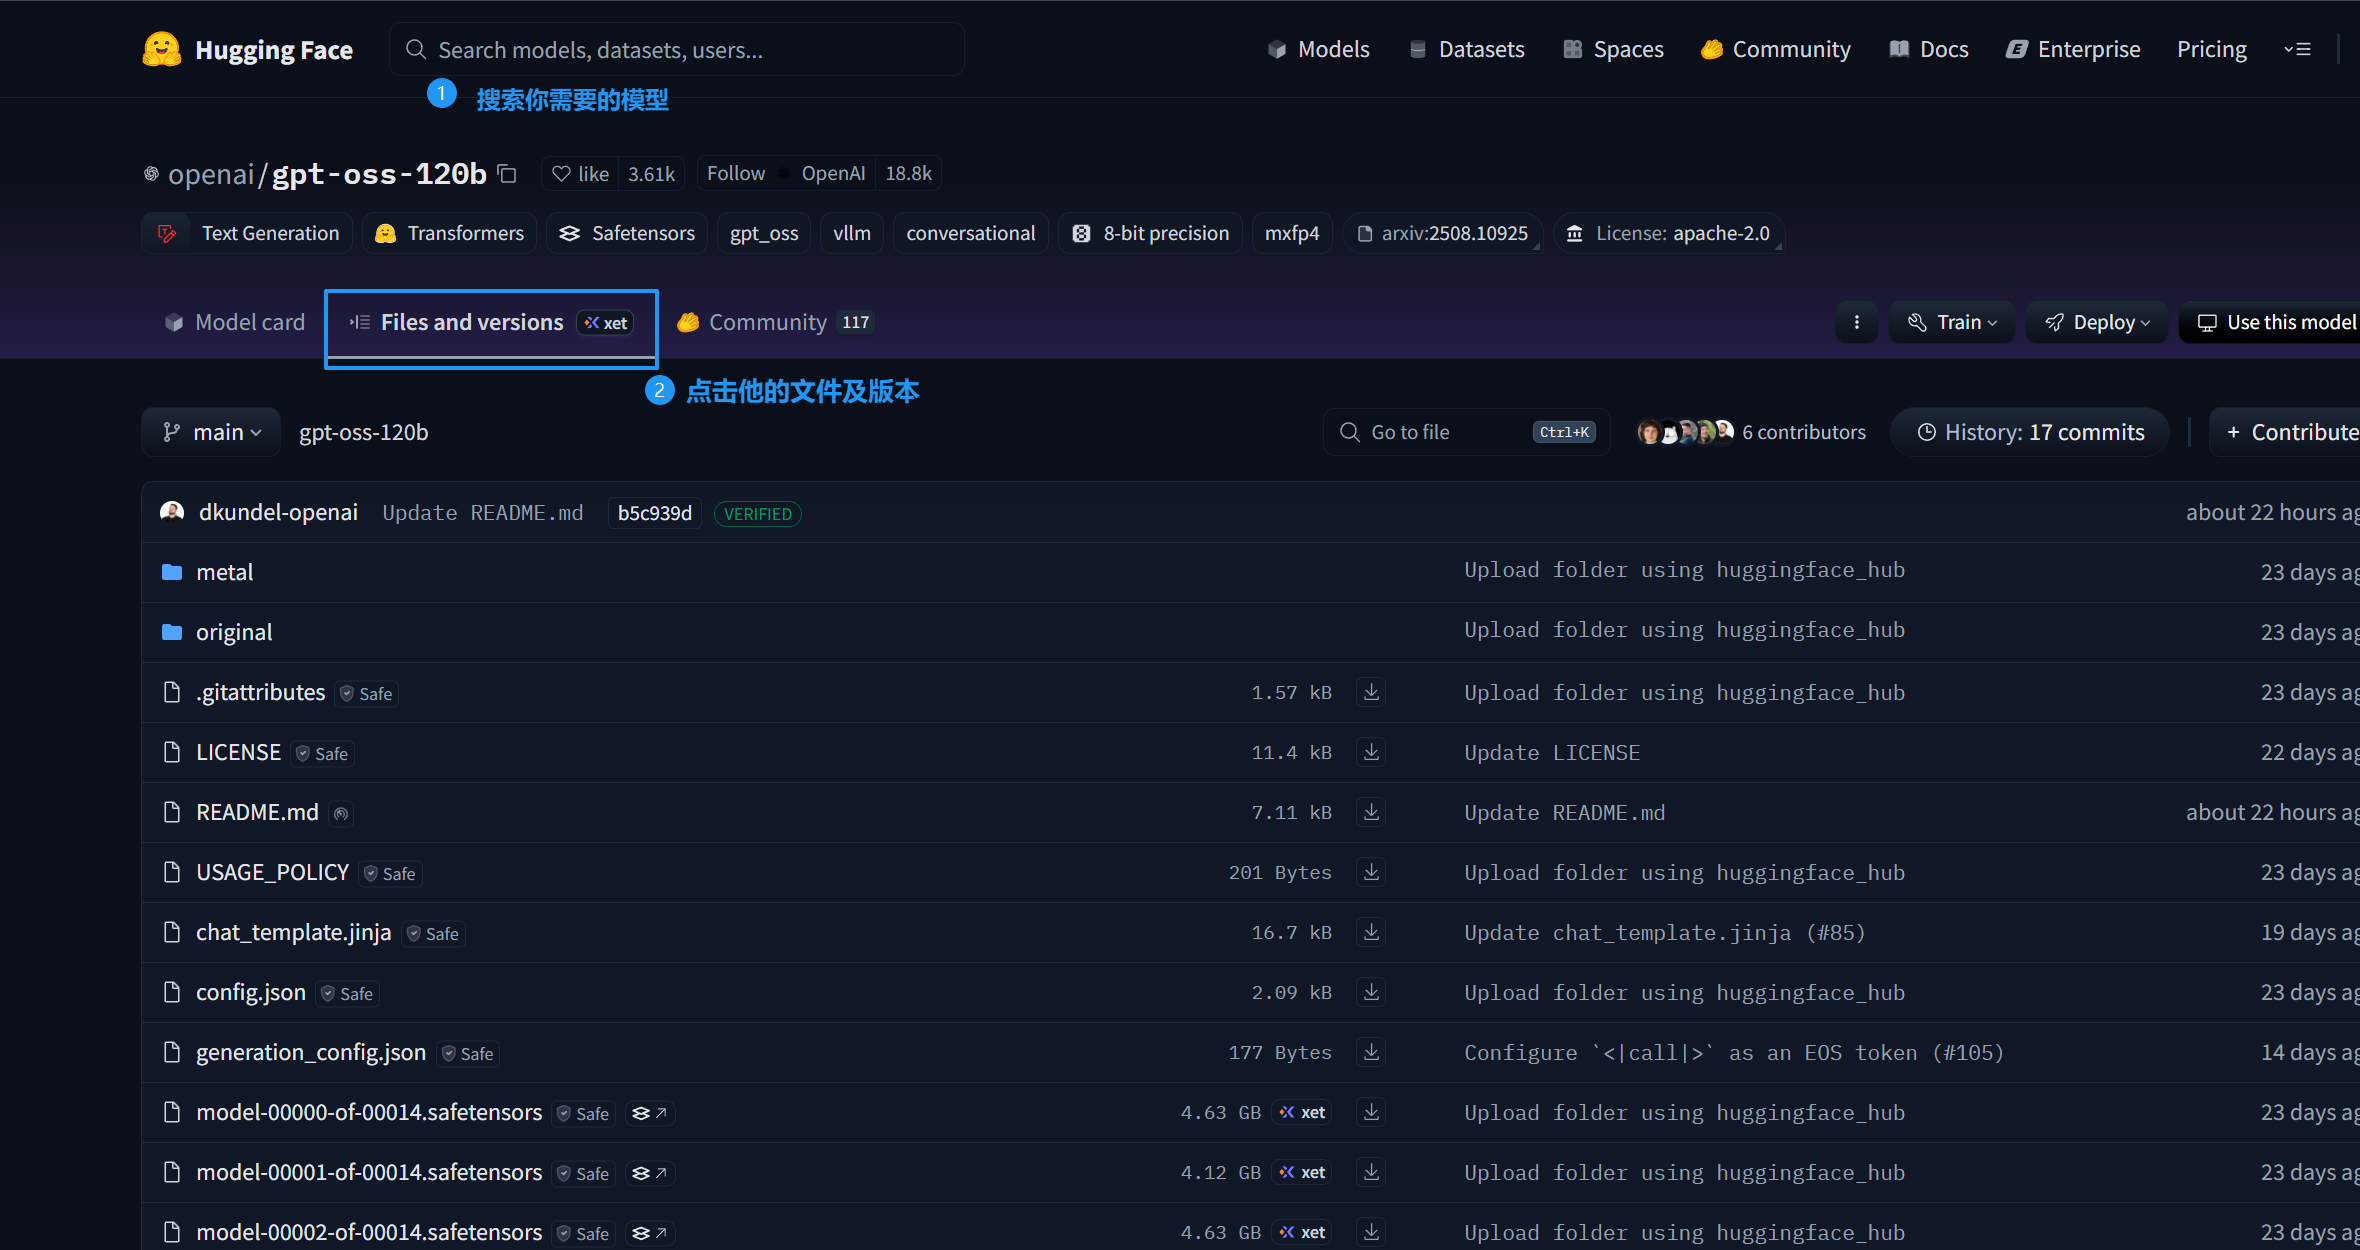 Hugging Face
Search models, datasets, users...
Models
Datasets
Spaces
Community
Docs
Enterprise
Pricing
1 搜索你需要的模型
openai/gpt-oss-120b
like 3.61k
Follow OpenAI 18.8k
Text Generation
Transformers
Safetensors
gpt_oss
vllm
conversational
8-bit precision
mxfp4
arxiv:2508.10925
License: apache-2.0
Model card
Files and versions xet
Community 117
Train
Deploy
Use this model
2 点击他的文件及版本
main
gpt-oss-120b
Go to file Ctrl+K
6 contributors
History: 17 commits
+ Contribute
dkundel-openai Update README.md b5c939d VERIFIED about 22 hours ag
metal Upload folder using huggingface_hub 23 days ag
original Upload folder using huggingface_hub 23 days ag
.gitattributes Safe 1.57 kB Upload folder using huggingface_hub 23 days ag
LICENSE Safe 11.4 kB Update LICENSE 22 days ag
README.md 7.11 kB Update README.md about 22 hours ag
USAGE_POLICY Safe 201 Bytes Upload folder using huggingface_hub 23 days ag
chat_template.jinja Safe 16.7 kB Update chat_template.jinja (#85) 19 days ag
config.json Safe 2.09 kB Upload folder using huggingface_hub 23 days ag
generation_config.json Safe 177 Bytes Configure `<|call|>` as an EOS token (#105) 14 days ag
model-00000-of-00014.safetensors Safe 4.63 GB xet Upload folder using huggingface_hub 23 days ag
model-00001-of-00014.safetensors Safe 4.12 GB xet Upload folder using huggingface_hub 23 days ag
model-00002-of-00014.safetensors Safe 4.63 GB xet Upload folder using huggingface_hub 23 days ag